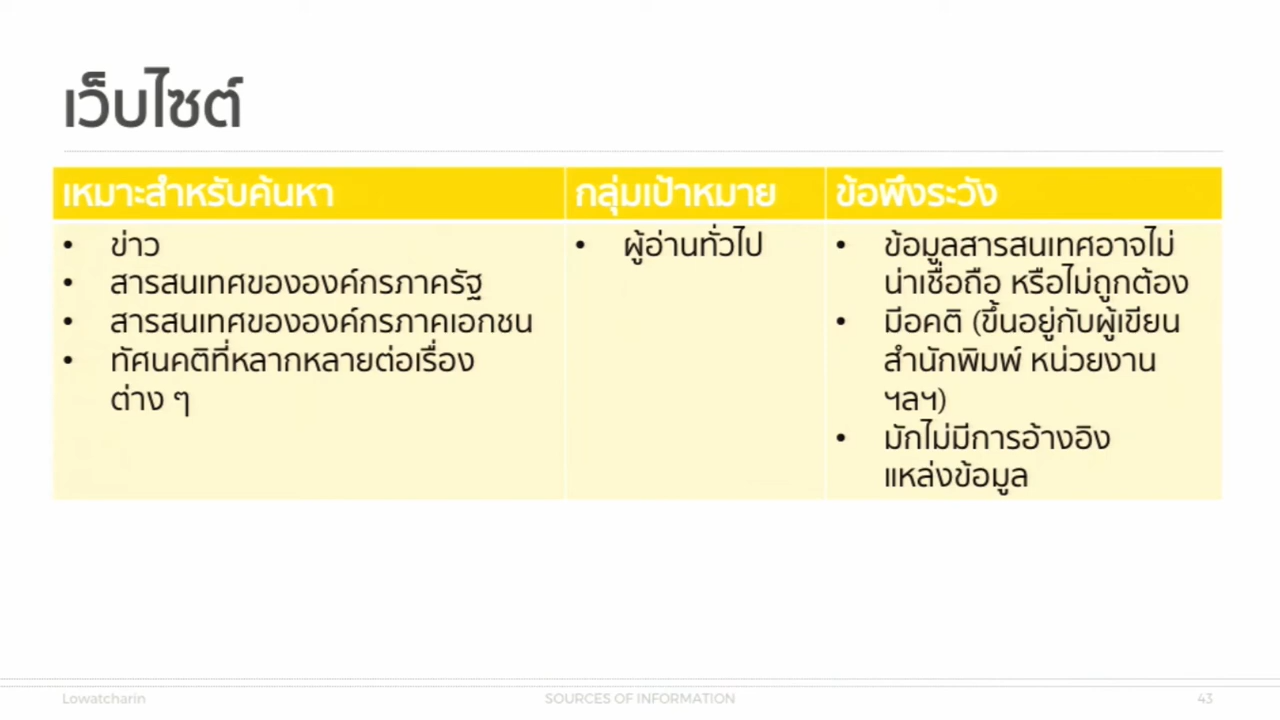 เว็บไซต์
เหมาะสำหรับค้นหา
กลุ่มเป้าหมาย
ข้อพึงระวัง
• ข่าว
• สารสนเทศขององค์กรภาครัฐ
• สารสนเทศขององค์กรภาคเอกชน
• ทัศนคติที่หลากหลายต่อเรื่อง
ต่าง ๆ
• ผู้อ่านทั่วไป
• ข้อมูลสารสนเทศอาจไม่
น่าเชื่อถือ หรือไม่ถูกต้อง
• มีอคติ (ขึ้นอยู่กับผู้เขียน
สำนักพิมพ์ หน่วยงาน
ฯลฯ)
• มักไม่มีการอ้างอิง
แหล่งข้อมูล
Lowatcharin
SOURCES OF INFORMATION
43